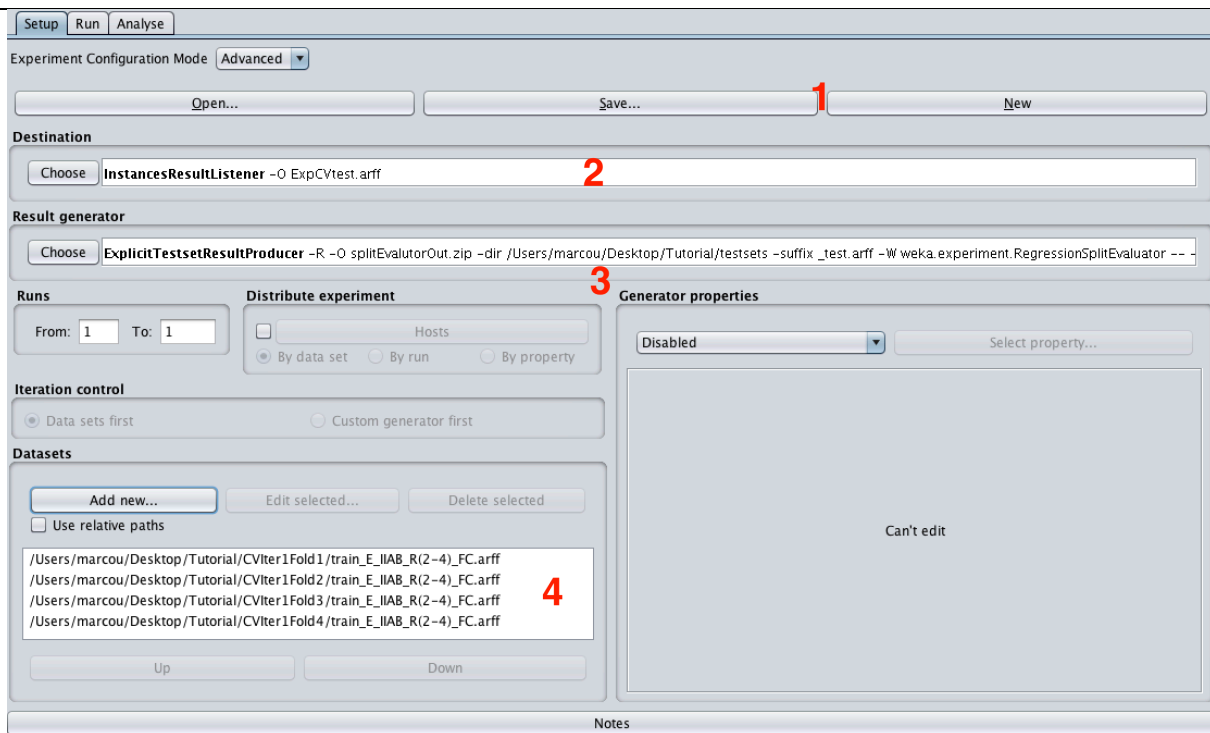 Setup Run Analyse
Experiment Configuration Mode Advanced
Open... Save... 1 New
Destination
Choose InstancesResultListener -O ExpCVtest.arff 2
Result generator
Choose ExplicitTestsetResultProducer -R -O splitEvalutorOut.zip -dir /Users/marcou/Desktop/Tutorial/testsets -suffix _test.arff -W weka.experiment.RegressionSplitEvaluator -- -
3
Runs Distribute experiment Generator properties
From: 1 To: 1 Hosts
By data set By run By property
Disabled Select property...
Iteration control
Data sets first Custom generator first
Datasets
Add new... Edit selected... Delete selected
Use relative paths
Can't edit
/Users/marcou/Desktop/Tutorial/CVIter1Fold1/train_E_IIAB_R(2-4)_FC.arff
/Users/marcou/Desktop/Tutorial/CVIter1Fold2/train_E_IIAB_R(2-4)_FC.arff
/Users/marcou/Desktop/Tutorial/CVIter1Fold3/train_E_IIAB_R(2-4)_FC.arff
/Users/marcou/Desktop/Tutorial/CVIter1Fold4/train_E_IIAB_R(2-4)_FC.arff
4
Up Down
Notes